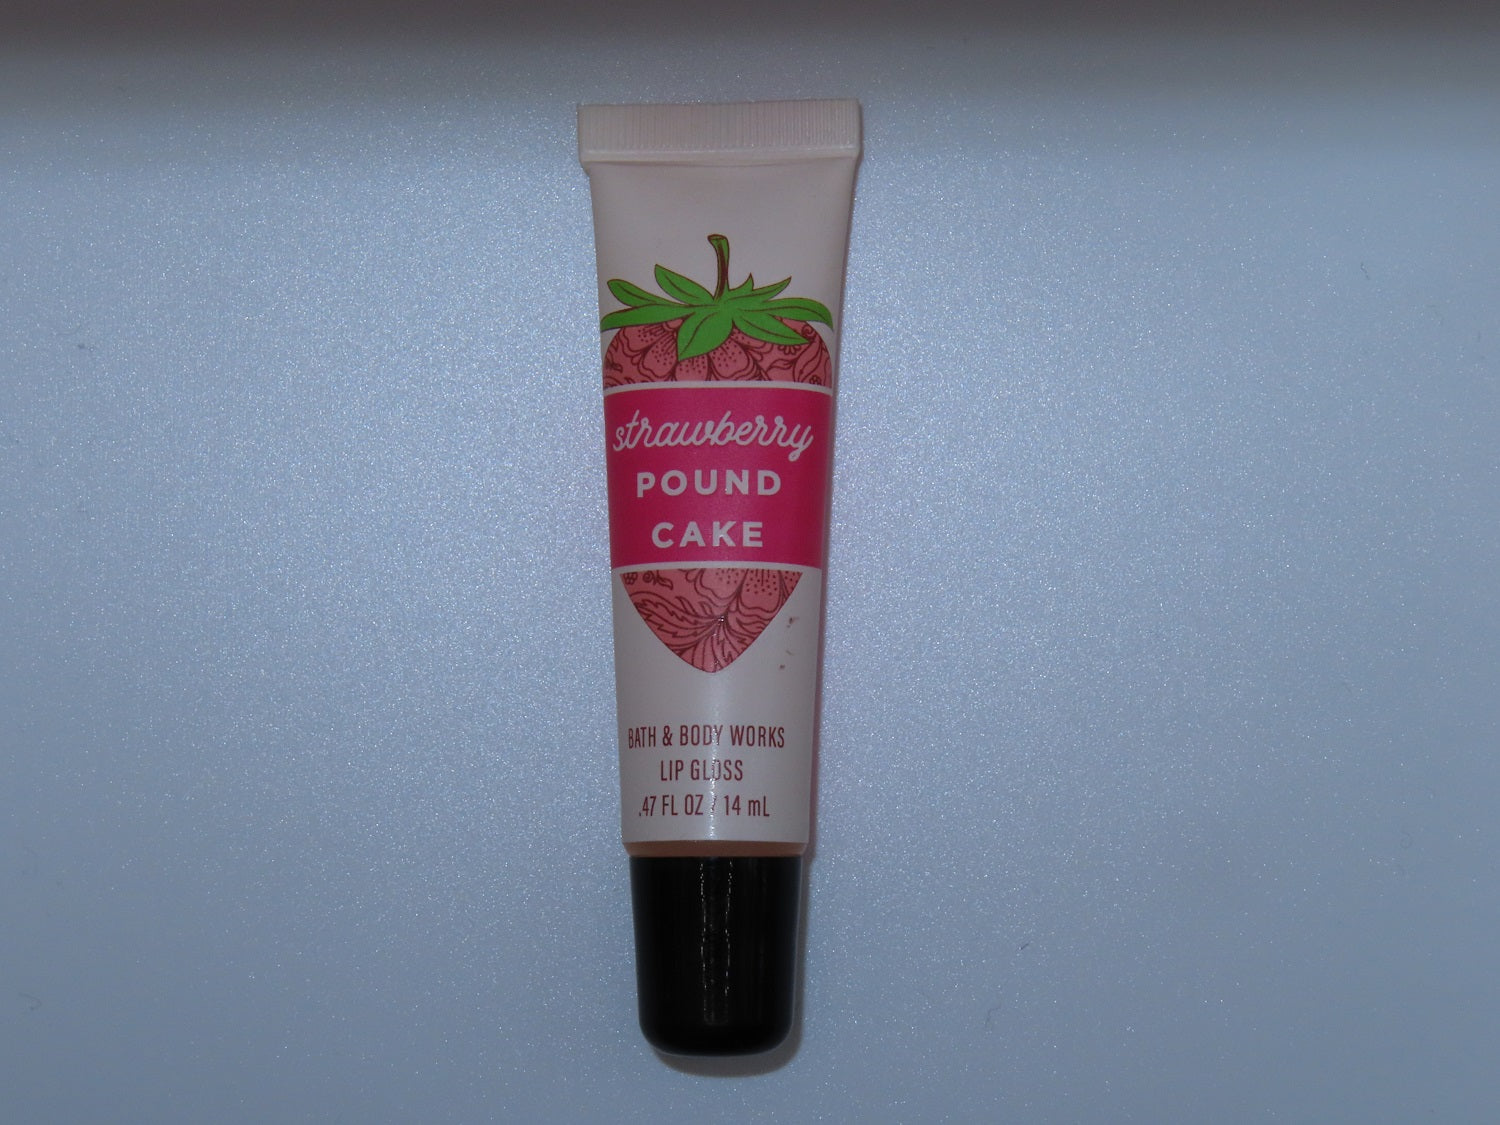 strawberry
POUND
CAKE
BATH & BODY WORKS
LIP GLOSS
.47 FL OZ / 14 mL